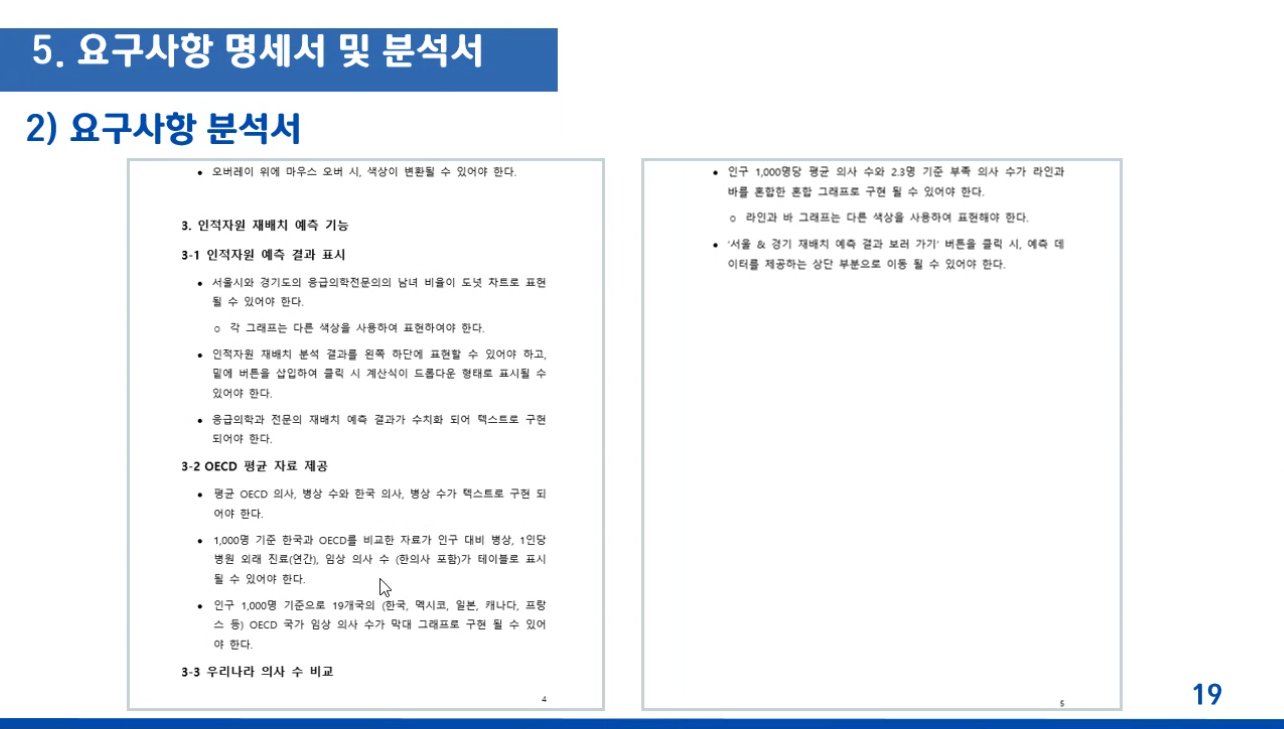 5. 요구사항 명세서 및 분석서
2) 요구사항 분석서
• 오버레이 위에 마우스 오버 시, 색상이 변환될 수 있어야 한다.
3. 인적자원 재배치 예측 기능
3-1 인적자원 예측 결과 표시
• 서울시와 경기도의 응급의학전문의의 남녀 비율이 도넛 차트로 표현
될 수 있어야 한다.
o 각 그래프는 다른 색상을 사용하여 표현하여야 한다.
• 인적자원 재배치 분석 결과를 왼쪽 하단에 표현할 수 있어야 하고,
밑에 버튼을 삽입하여 클릭 시 계산식이 드롭다운 형태로 표시될 수
있어야 한다.
• 응급의학과 전문의 재배치 예측 결과가 수치화 되어 텍스트로 구현
되어야 한다.
3-2 OECD 평균 자료 제공
• 평균 OECD 의사, 병상 수와 한국 의사, 병상 수가 텍스트로 구현 되
어야 한다.
• 1,000명 기준 한국과 OECD를 비교한 자료가 인구 대비 병상, 1인당
병원 외래 진료(연간), 임상 의사 수 (한의사 포함)가 테이블로 표시
될 수 있어야 한다.
• 인구 1,000명 기준으로 19개국의 (한국, 멕시코, 일본, 캐나다, 프랑
스 등) OECD 국가 임상 의사 수가 막대 그래프로 구현 될 수 있어
야 한다.
3-3 우리나라 의사 수 비교
4
• 인구 1,000명당 평균 의사 수와 2.3명 기준 부족 의사 수가 라인과
바를 혼합한 혼합 그래프로 구현 될 수 있어야 한다.
o 라인과 바 그래프는 다른 색상을 사용하여 표현해야 한다.
• '서울 & 경기 재배치 예측 결과 보러 가기' 버튼을 클릭 시, 예측 데
이터를 제공하는 상단 부분으로 이동 될 수 있어야 한다.
5
19